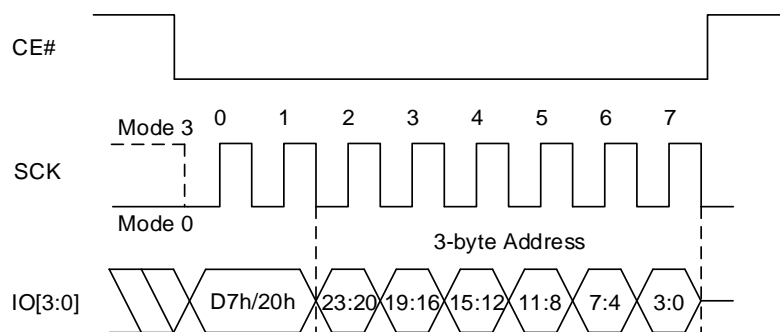 CE#
Mode 3
0 1 2 3 4 5 6 7
SCK
Mode 0
3-byte Address
IO[3:0]
D7h/20h 23:20 19:16 15:12 11:8 7:4 3:0